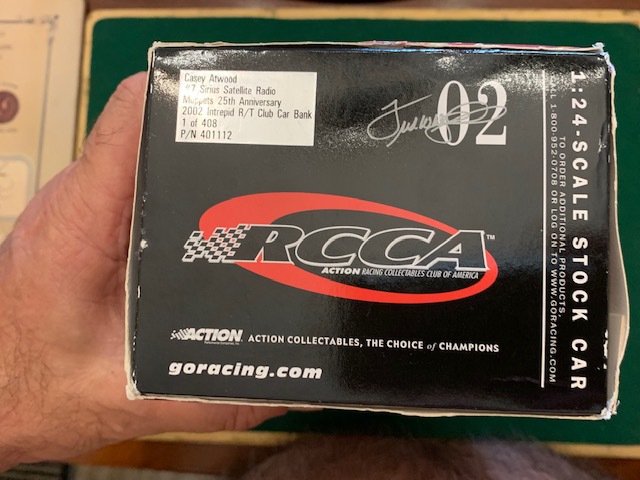 Casey Atwood
#7 Sirius Satellite Radio
Muppets 25th Anniversary
2002 Intrepid R/T Club Car Bank
1 of 408
P/N 401112
02
RCCA™
ACTION RACING COLLECTABLES CLUB OF AMERICA
ACTION ACTION COLLECTABLES, THE CHOICE of CHAMPIONS
goracing.com
1:24-SCALE STOCK CAR
TO ORDER ADDITIONAL PRODUCTS,
CALL 1-800-952-0708 OR LOG ON TO WWW.GORACING.COM